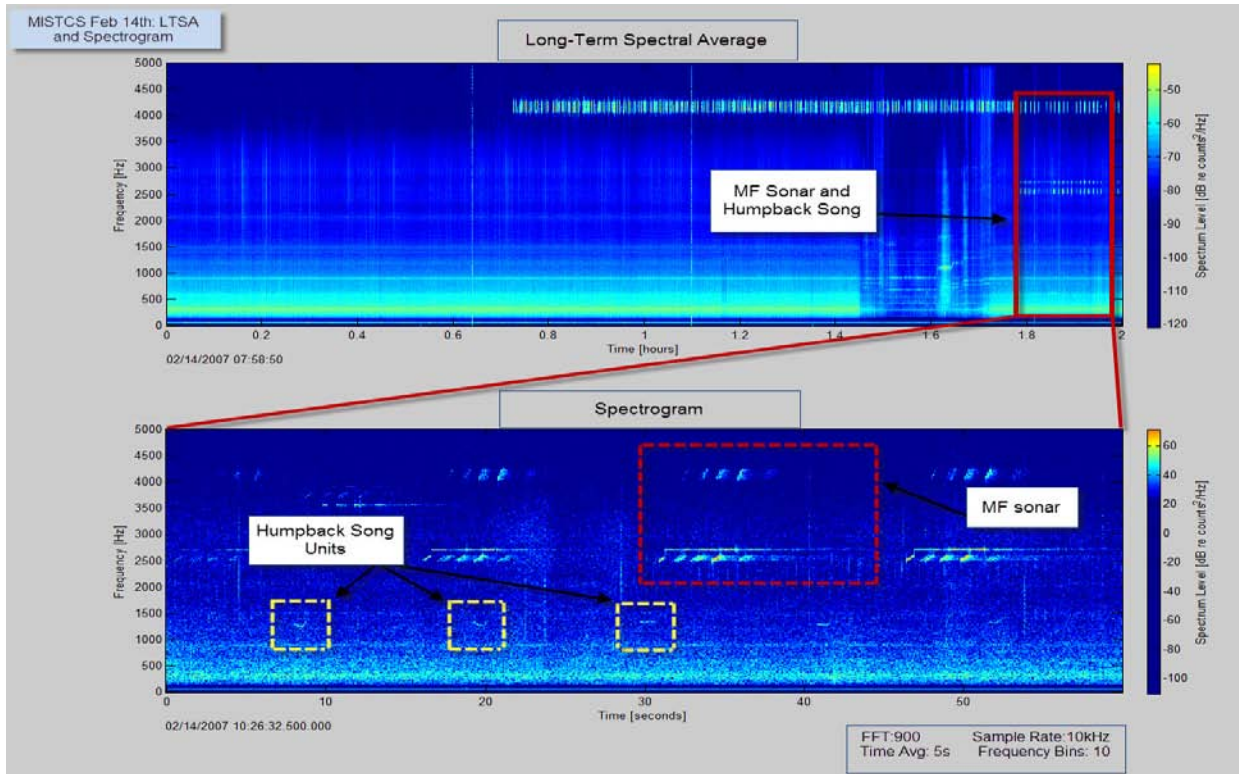 MISTCS Feb 14th: LTSA
and Spectrogram
Long-Term Spectral Average
5000
4500
4000
3500
3000
2500
2000
1500
1000
500
0
Frequency [Hz]
MF Sonar and
Humpback Song
0 0.2 0.4 0.6 0.8 1 1.2 1.4 1.6 1.8 2
Time [hours]
02/14/2007 07:58:50
-50
-60
-70
-80
-90
-100
-110
-120
Spectrum Level [dB re counts²/Hz]
Spectrogram
5000
4500
4000
3500
3000
2500
2000
1500
1000
500
0
Frequency [Hz]
Humpback Song
Units
MF sonar
0 10 20 30 40 50
Time [seconds]
02/14/2007 10:26:32.500.000
60
40
20
0
-20
-40
-60
-80
-100
Spectrum Level [dB re counts²/Hz]
FFT:900 Sample Rate:10kHz
Time Avg: 5s Frequency Bins: 10